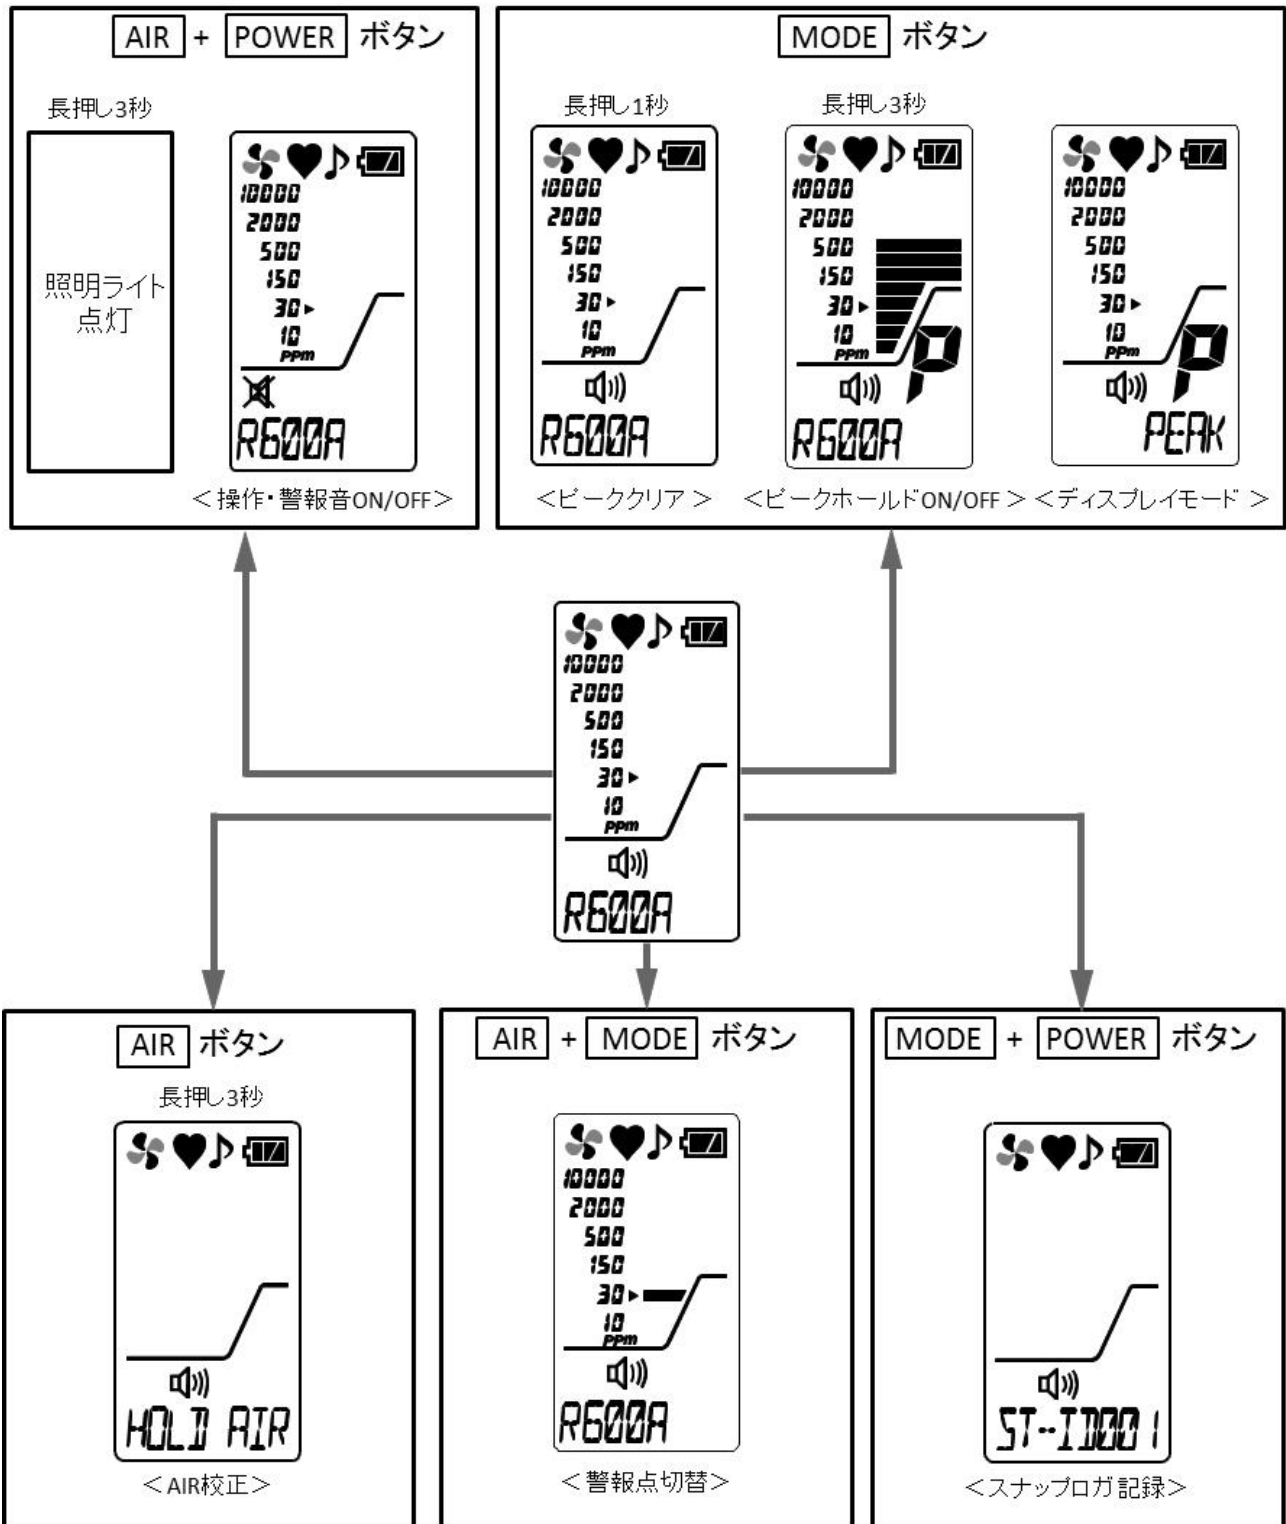 AIR + POWER ボタン
長押し3秒
照明ライト
点灯
10000
2000
500
150
30
10
PPm
R600A
<操作・警報音ON/OFF>
MODE ボタン
長押し1秒
10000
2000
500
150
30
10
PPm
R600A
<ピーククリア>
長押し3秒
10000
2000
500
150
30
10
PPm
P
R600A
<ピークホールドON/OFF>
10000
2000
500
150
30
10
PPm
P
PEAK
<ディスプレイモード>
10000
2000
500
150
30
10
PPm
R600A
AIR ボタン
長押し3秒
HOLD AIR
<AIR校正>
AIR + MODE ボタン
10000
2000
500
150
30
10
PPm
R600A
<警報点切替>
MODE + POWER ボタン
ST--ID001
<スナップロガ記録>